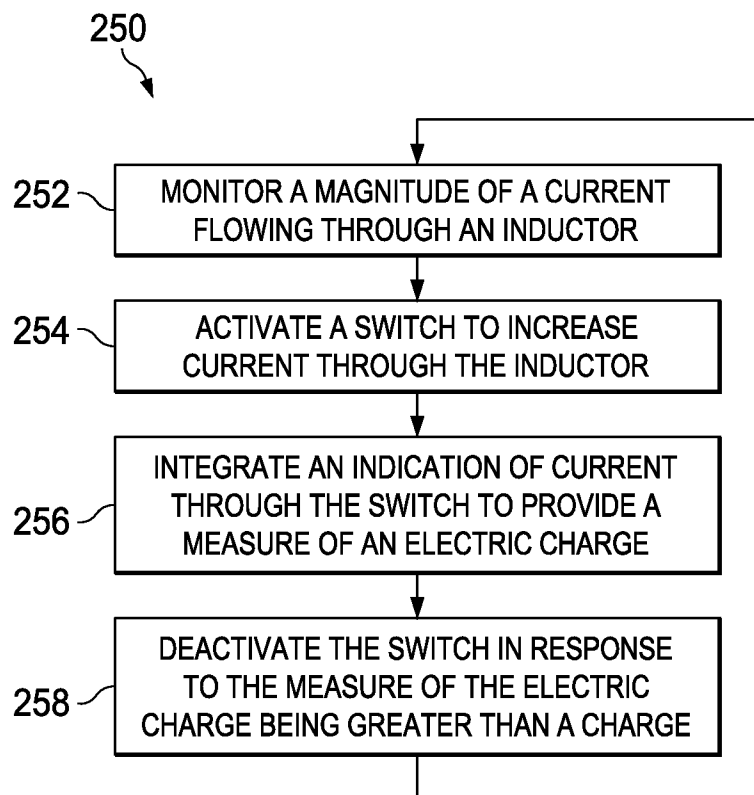 250
252
MONITOR A MAGNITUDE OF A CURRENT
FLOWING THROUGH AN INDUCTOR
254
ACTIVATE A SWITCH TO INCREASE
CURRENT THROUGH THE INDUCTOR
256
INTEGRATE AN INDICATION OF CURRENT
THROUGH THE SWITCH TO PROVIDE A
MEASURE OF AN ELECTRIC CHARGE
258
DEACTIVATE THE SWITCH IN RESPONSE
TO THE MEASURE OF THE ELECTRIC
CHARGE BEING GREATER THAN A CHARGE